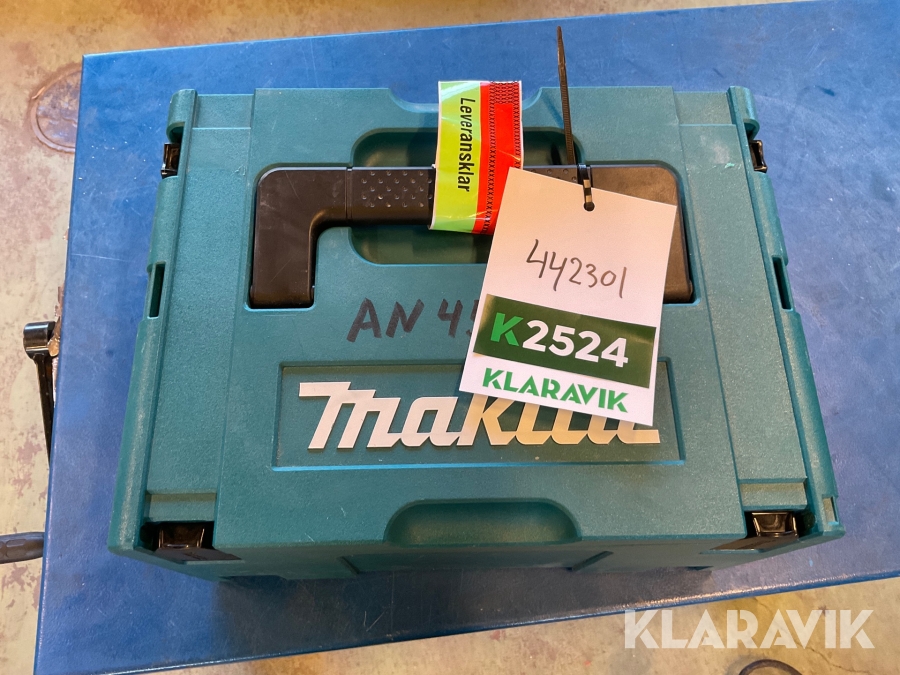 Leveransklar
442301
K2524
KLARAVIK
AN 45
makita
KLARAVIK